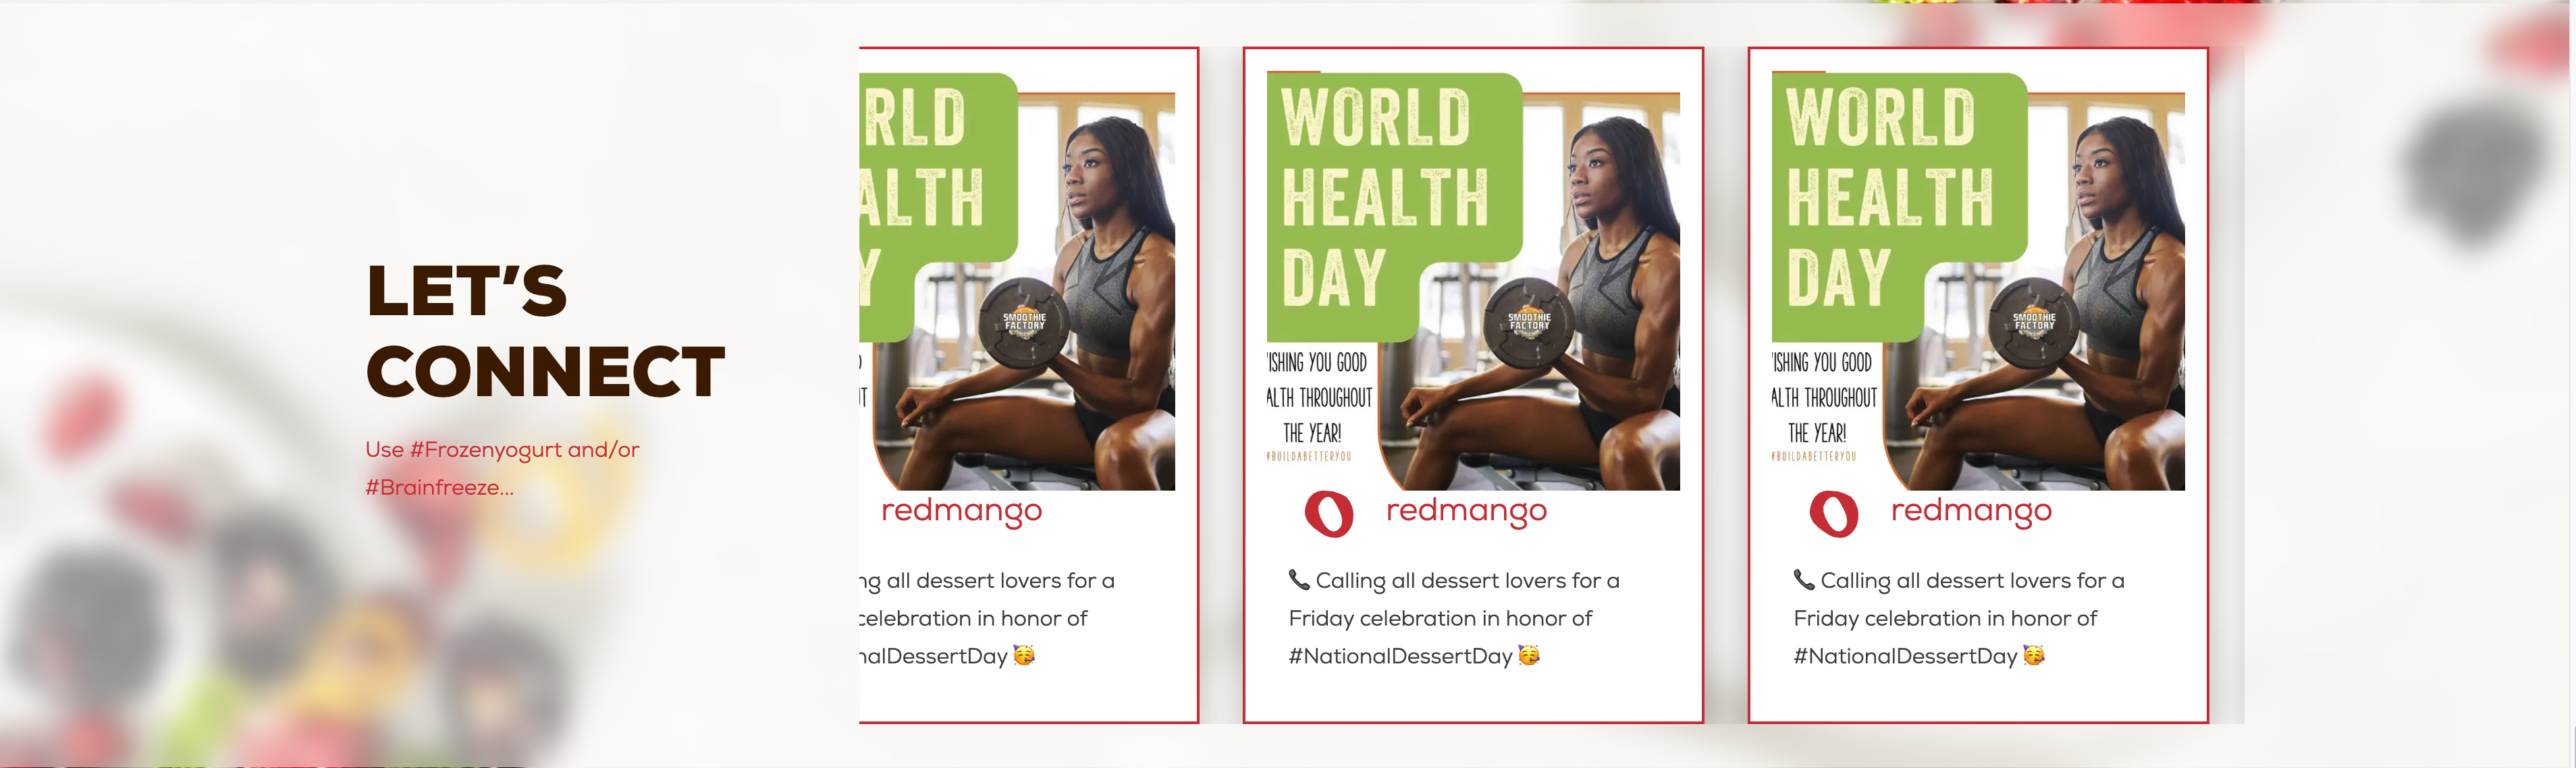 LET'S
CONNECT
Use #Frozenyogurt and/or
#Brainfreeze...
RLD
ALTH
Y
SMOOTHIE
FACTORY
redmango
ng all dessert lovers for a
celebration in honor of
nalDessertDay 🥳
WORLD
HEALTH
DAY
SMOOTHIE
FACTORY
ISHING YOU GOOD
ALTH THROUGHOUT
THE YEAR!
#BUILDABETTERYOU
redmango
📞 Calling all dessert lovers for a
Friday celebration in honor of
#NationalDessertDay 🥳
WORLD
HEALTH
DAY
SMOOTHIE
FACTORY
ISHING YOU GOOD
ALTH THROUGHOUT
THE YEAR!
#BUILDABETTERYOU
redmango
📞 Calling all dessert lovers for a
Friday celebration in honor of
#NationalDessertDay 🥳